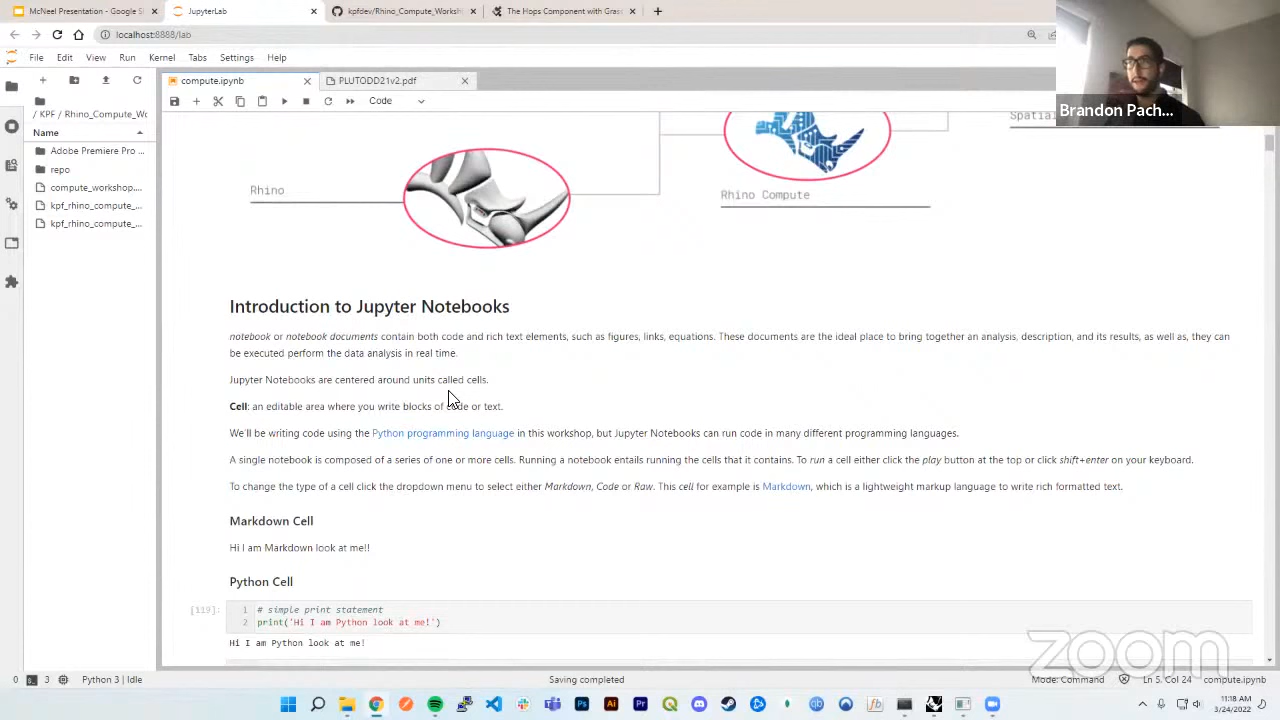 McNeel Presentation - Google S
JupyterLab
kpfdev/Rhino_Compute_Works
The Hops Component with Gras
localhost:8888/lab
File Edit View Run Kernel Tabs Settings Help
compute.ipynb
PLUTODD21v2.pdf
Code
/ KPF / Rhino_Compute_Wo
Name
Adobe Premiere Pro ...
repo
compute_workshop....
kpf_rhino_compute_...
kpf_rhino_compute_...
Brandon Pach...
Spatial
Rhino
Rhino Compute
Introduction to Jupyter Notebooks
notebook or notebook documents contain both code and rich text elements, such as figures, links, equations. These documents are the ideal place to bring together an analysis, description, and its results, as well as, they can
be executed perform the data analysis in real time.
Jupyter Notebooks are centered around units called cells.
Cell: an editable area where you write blocks of code or text.
We'll be writing code using the Python programming language in this workshop, but Jupyter Notebooks can run code in many different programming languages.
A single notebook is composed of a series of one or more cells. Running a notebook entails running the cells that it contains. To run a cell either click the play button at the top or click shift+enter on your keyboard.
To change the type of a cell click the dropdown menu to select either Markdown, Code or Raw. This cell for example is Markdown, which is a lightweight markup language to write rich formatted text.
Markdown Cell
Hi I am Markdown look at me!!
Python Cell
[119]:
1 # simple print statement
2 print('Hi I am Python look at me!')
Hi I am Python look at me!
zoom
0 3 Python 3 | Idle
Saving completed
Mode: Command
Ln 5, Col 24
compute.ipynb
11:18 AM
3/24/2022